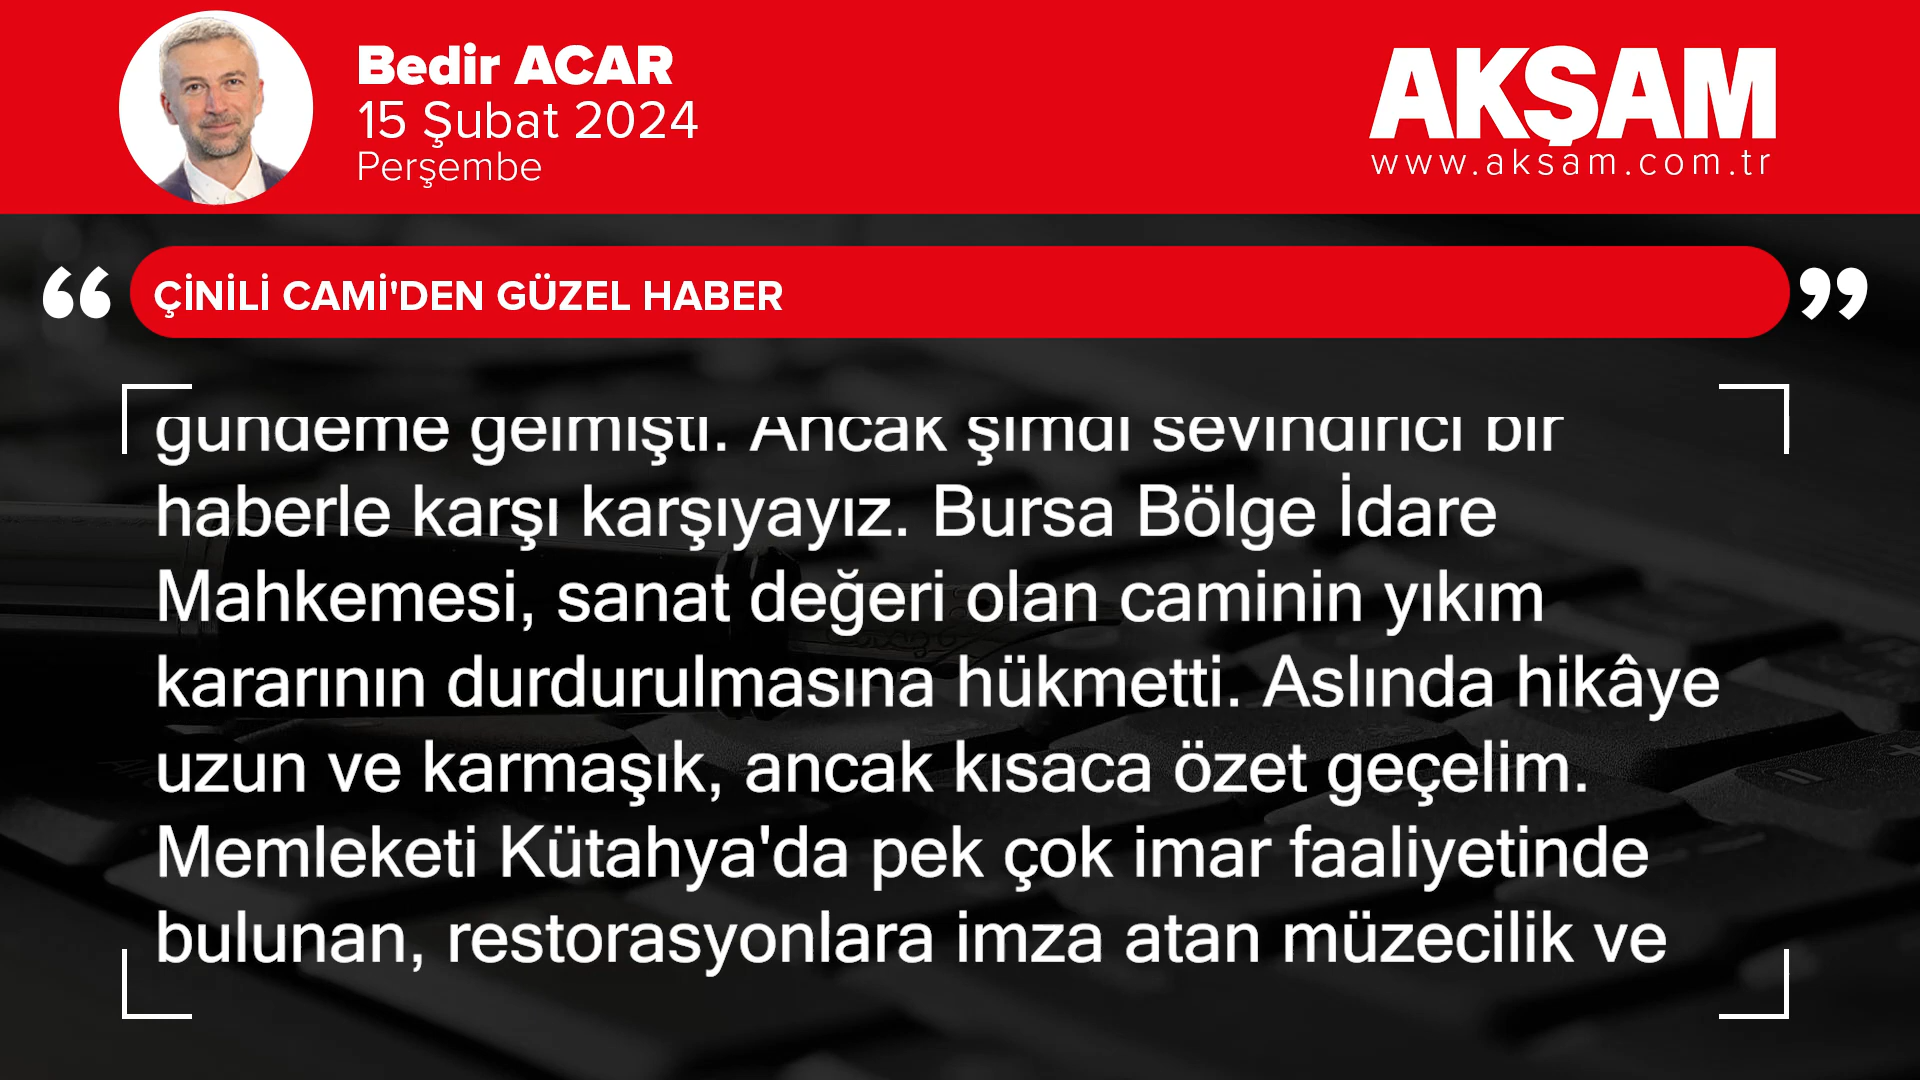 Bedir ACAR
15 Şubat 2024
Perşembe
AKŞAM
www.aksam.com.tr
ÇİNİLİ CAMİ'DEN GÜZEL HABER
gündeme gelmişti. Ancak şimdi sevindirici bir
haberle karşı karşıyayız. Bursa Bölge İdare
Mahkemesi, sanat değeri olan caminin yıkım
kararının durdurulmasına hükmetti. Aslında hikâye
uzun ve karmaşık, ancak kısaca özet geçelim.
Memleketi Kütahya'da pek çok imar faaliyetinde
bulunan, restorasyonlara imza atan müzecilik ve